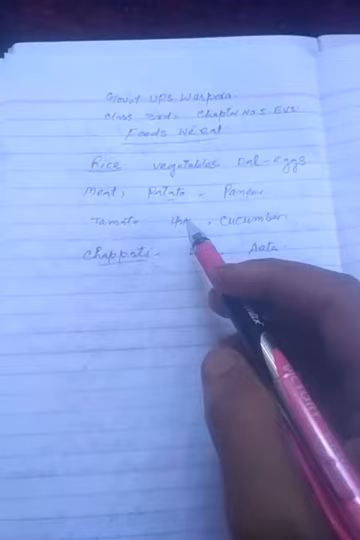 Govt UPS Waspora
Class 3rd Chapter No 5 EVS
Foods we eat
Rice Vegetables Dal - eggs
Meat, Potato - Paneer
Tomato , Cucumber
Chappati - Aata